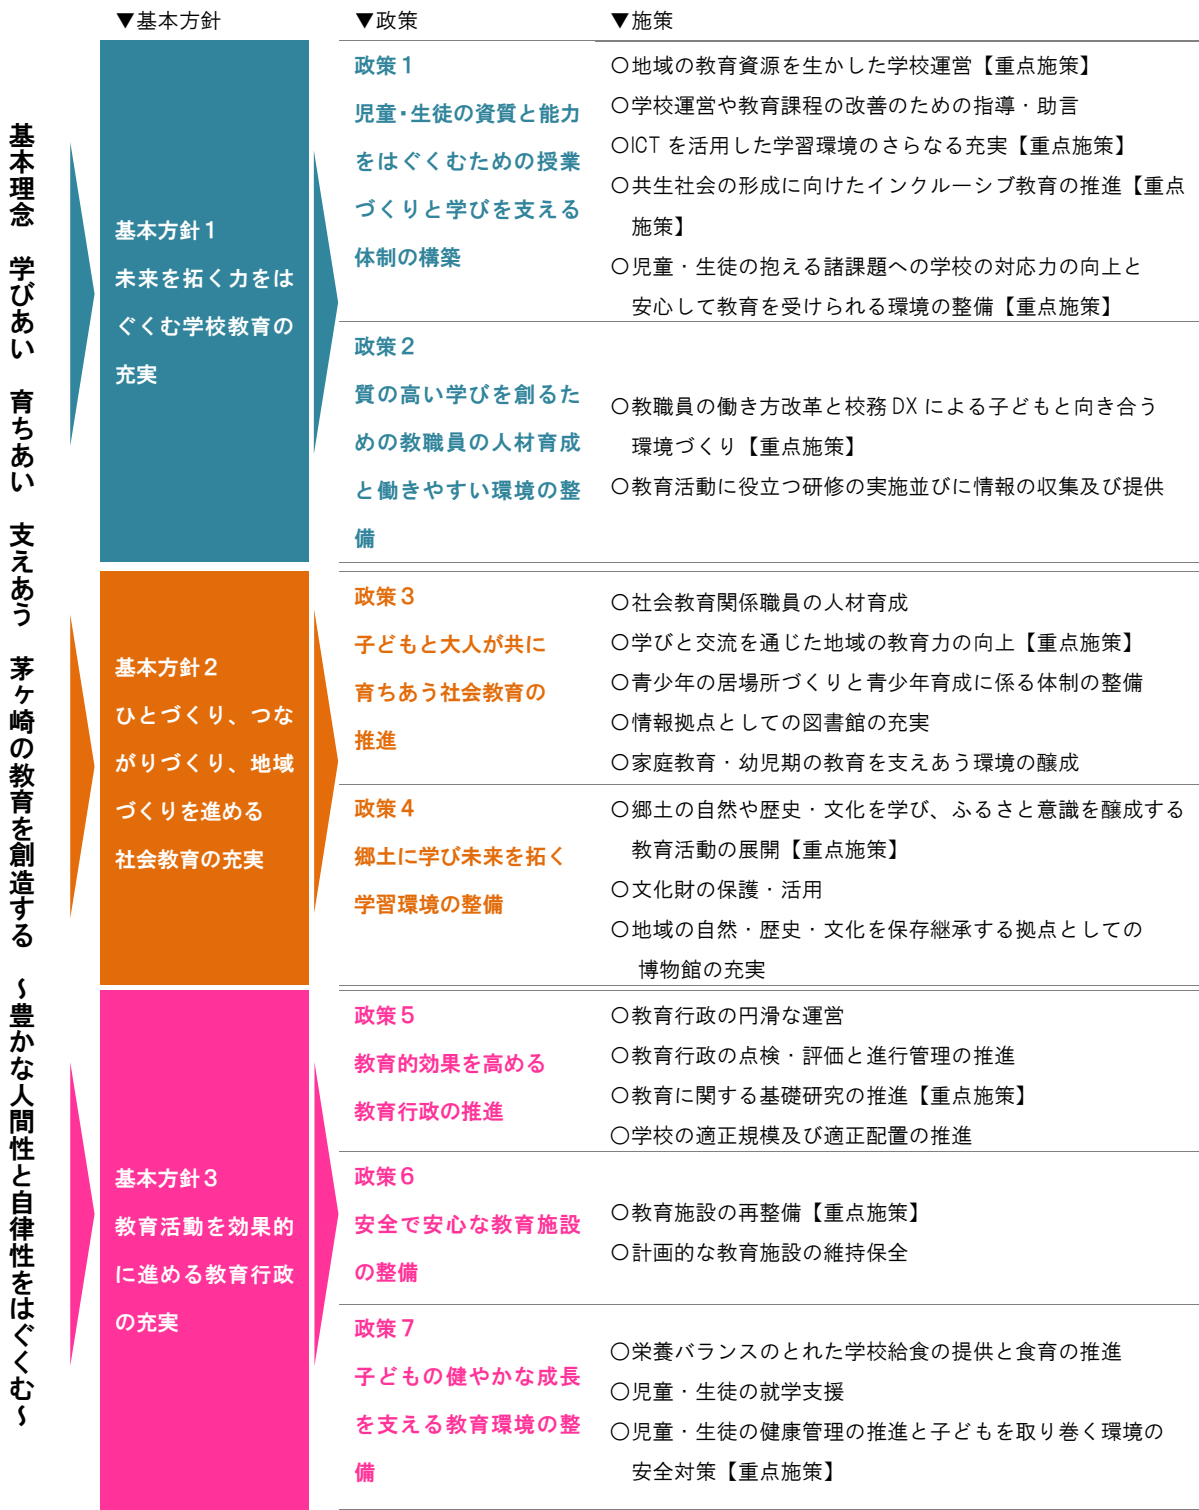 ▼基本方針
▼政策
▼施策
基本理念　学びあい　育ちあい　支えあう　茅ヶ崎の教育を創造する　～豊かな人間性と自律性をはぐくむ～
基本方針１
未来を拓く力をは
ぐくむ学校教育の
充実
政策１
児童・生徒の資質と能力
をはぐくむための授業
づくりと学びを支える
体制の構築
○地域の教育資源を生かした学校運営【重点施策】
○学校運営や教育課程の改善のための指導・助言
○ICT を活用した学習環境のさらなる充実【重点施策】
○共生社会の形成に向けたインクルーシブ教育の推進【重点
施策】
○児童・生徒の抱える諸課題への学校の対応力の向上と
安心して教育を受けられる環境の整備【重点施策】
政策２
質の高い学びを創るた
めの教職員の人材育成
と働きやすい環境の整
備
○教職員の働き方改革と校務 DX による子どもと向き合う
環境づくり【重点施策】
○教育活動に役立つ研修の実施並びに情報の収集及び提供
基本方針２
ひとづくり、つな
がりづくり、地域
づくりを進める
社会教育の充実
政策３
子どもと大人が共に
育ちあう社会教育の
推進
○社会教育関係職員の人材育成
○学びと交流を通じた地域の教育力の向上【重点施策】
○青少年の居場所づくりと青少年育成に係る体制の整備
○情報拠点としての図書館の充実
○家庭教育・幼児期の教育を支えあう環境の醸成
政策４
郷土に学び未来を拓く
学習環境の整備
○郷土の自然や歴史・文化を学び、ふるさと意識を醸成する
教育活動の展開【重点施策】
○文化財の保護・活用
○地域の自然・歴史・文化を保存継承する拠点としての
博物館の充実
基本方針３
教育活動を効果的
に進める教育行政
の充実
政策５
教育的効果を高める
教育行政の推進
○教育行政の円滑な運営
○教育行政の点検・評価と進行管理の推進
○教育に関する基礎研究の推進【重点施策】
○学校の適正規模及び適正配置の推進
政策６
安全で安心な教育施設
の整備
○教育施設の再整備【重点施策】
○計画的な教育施設の維持保全
政策７
子どもの健やかな成長
を支える教育環境の整
備
○栄養バランスのとれた学校給食の提供と食育の推進
○児童・生徒の就学支援
○児童・生徒の健康管理の推進と子どもを取り巻く環境の
安全対策【重点施策】